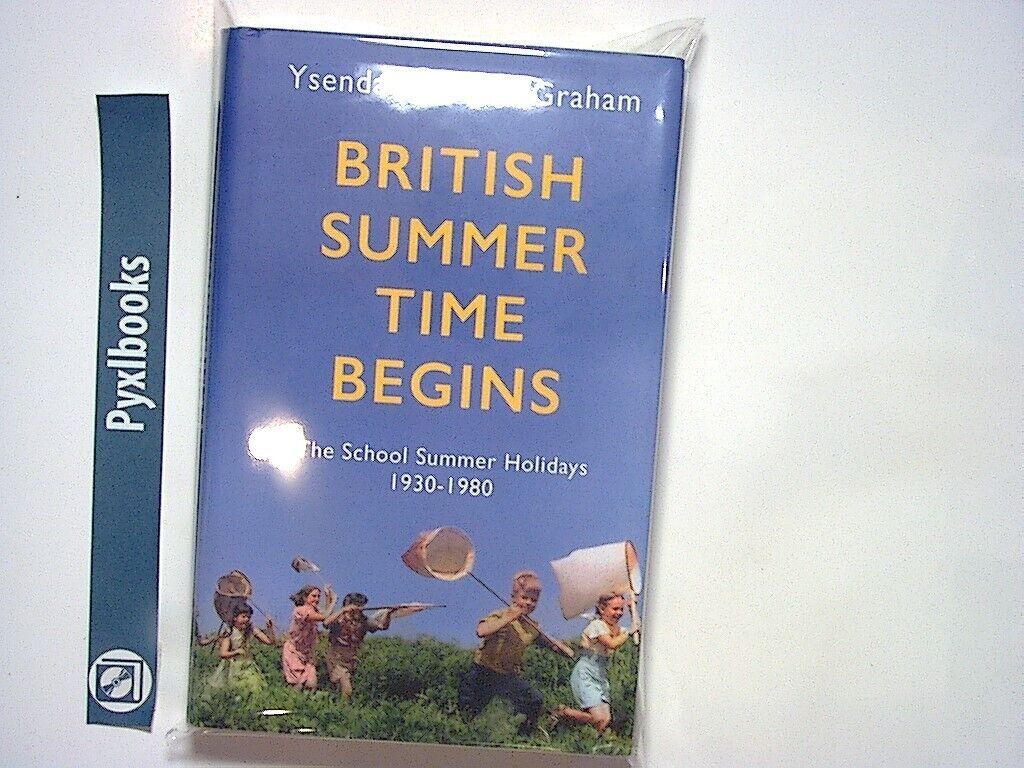 Pyxlbooks
Graham
BRITISH
SUMMER
TIME
BEGINS
The School Summer Holidays
1930-1980